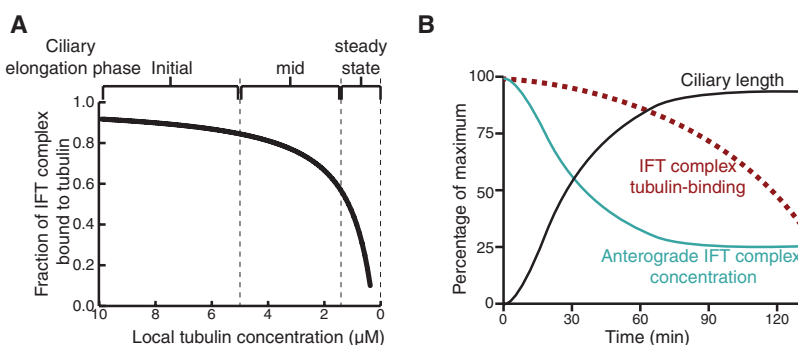 A
Ciliary
elongation phase
Initial
mid
steady
state
1.0
0.8
0.6
0.4
0.2
0.0
Fraction of IFT complex
bound to tubulin
10
8
6
4
2
0
Local tubulin concentration (μM)
B
100
75
50
25
0
Percentage of maximum
Ciliary length
IFT complex
tubulin-binding
Anterograde IFT complex
concentration
0
30
60
90
120
Time (min)